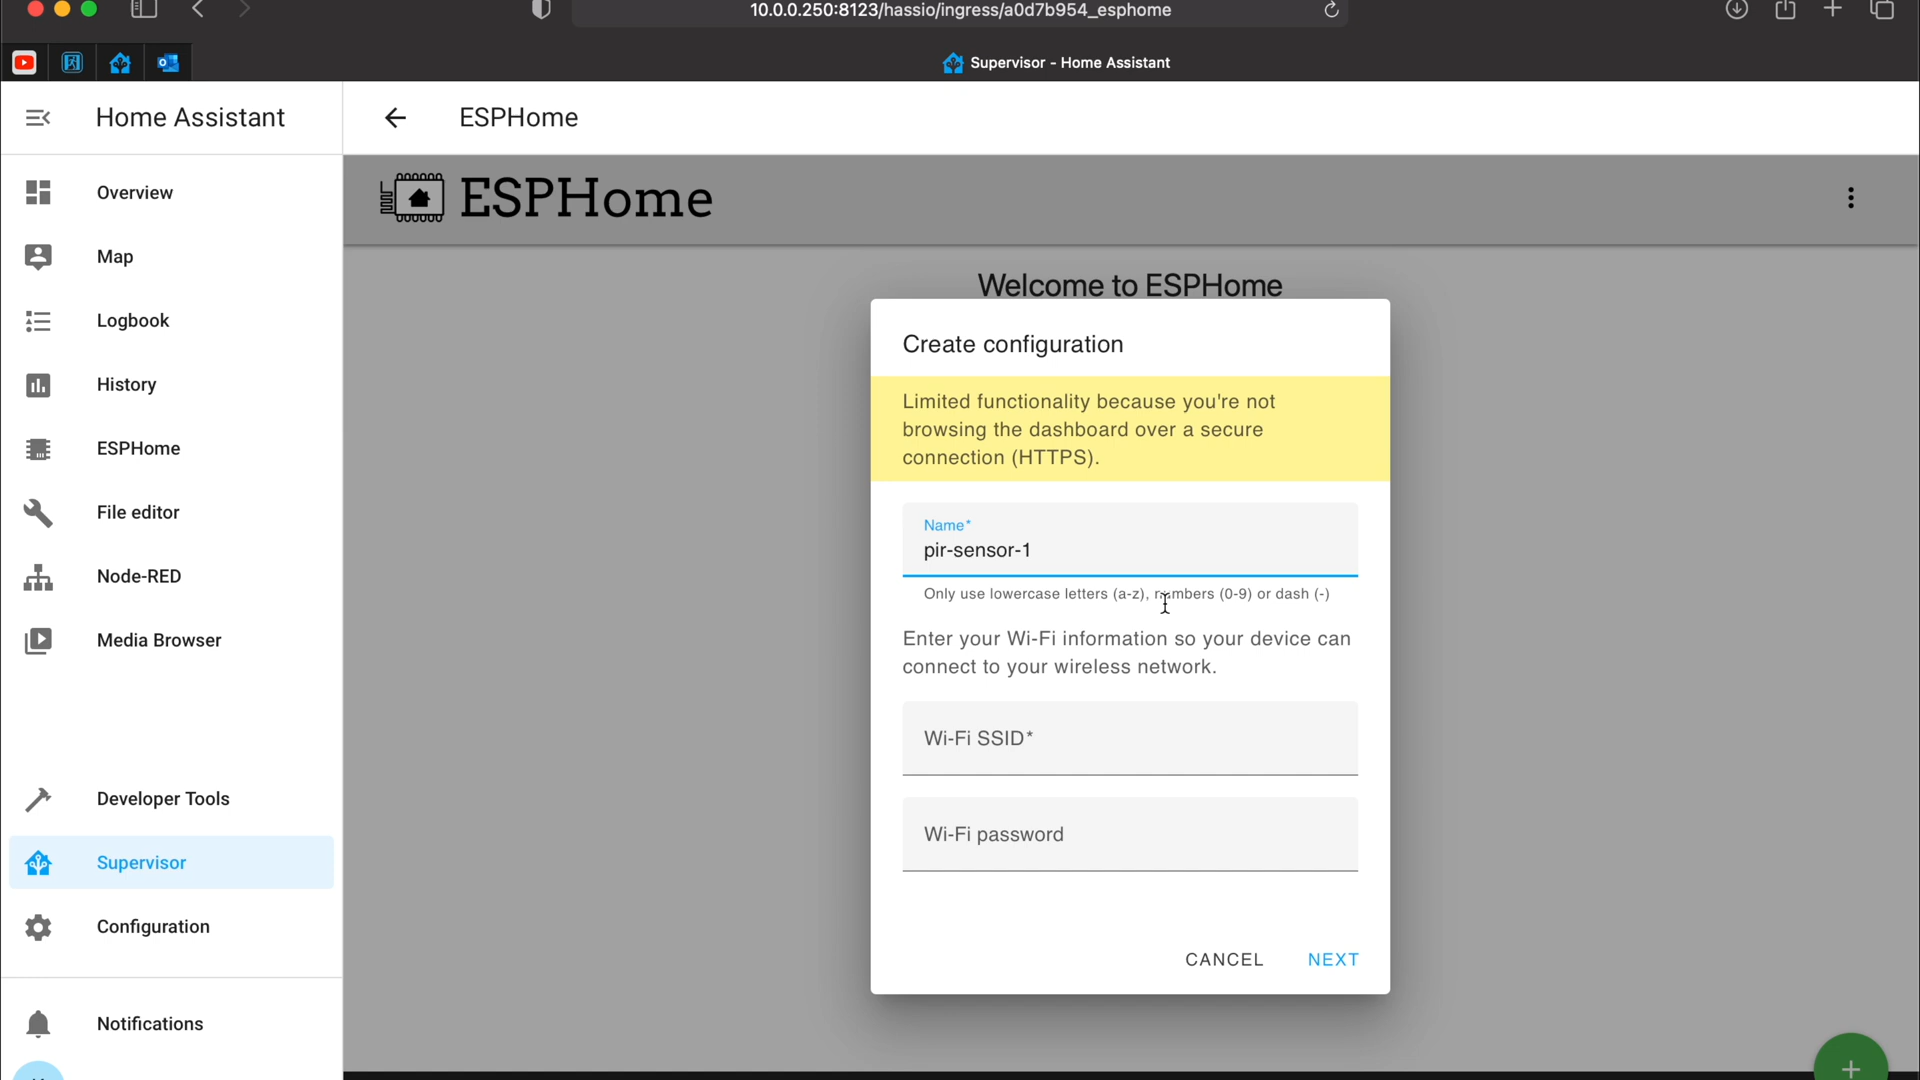 10.0.0.250:8123/hassio/ingress/a0d7b954_esphome
Supervisor - Home Assistant
Home Assistant
ESPHome
Overview
Map
Logbook
History
ESPHome
File editor
Node-RED
Media Browser
Developer Tools
Supervisor
Configuration
Notifications
ESPHome
Welcome to ESPHome
Create configuration
Limited functionality because you're not
browsing the dashboard over a secure
connection (HTTPS).
Name*
pir-sensor-1
Only use lowercase letters (a-z), numbers (0-9) or dash (-)
Enter your Wi-Fi information so your device can
connect to your wireless network.
Wi-Fi SSID*
Wi-Fi password
CANCEL NEXT